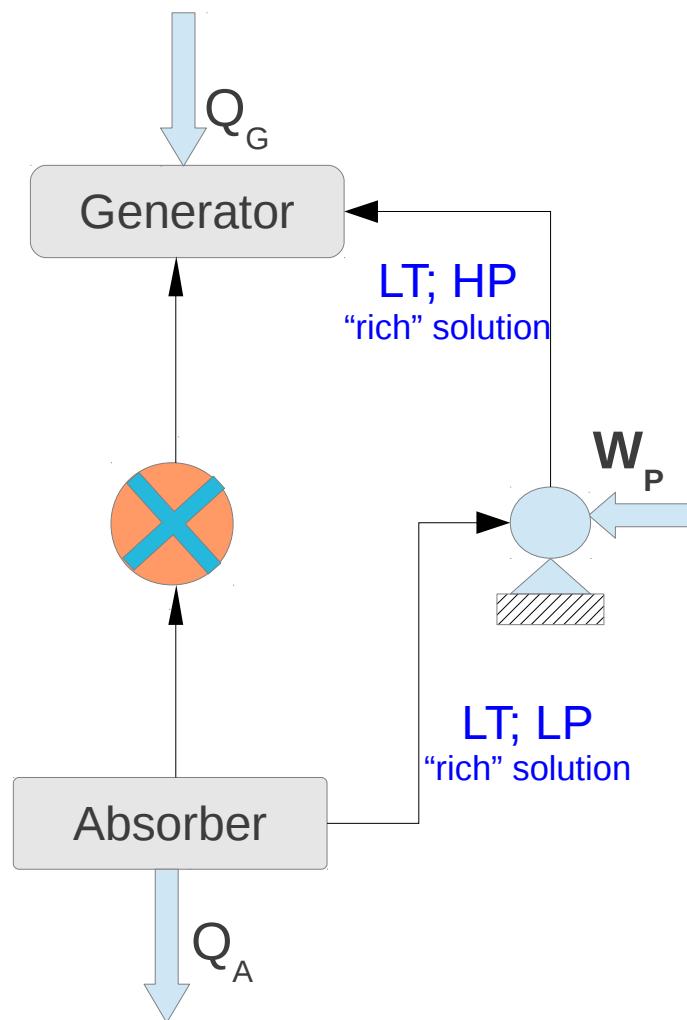 Q_G
Generator
LT; HP
“rich” solution
W_P
LT; LP
“rich” solution
Absorber
Q_A